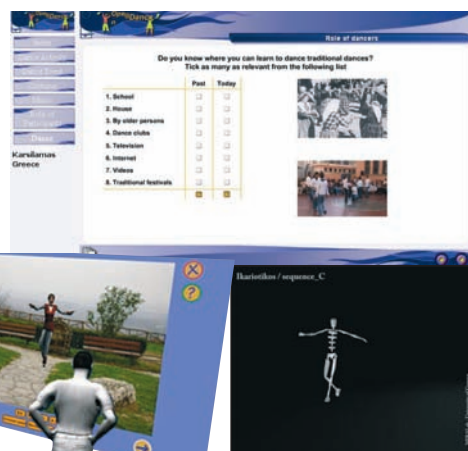 OpenDance
Role of dancers
Do you know where you can learn to dance traditional dances?
Tick as many as relevant from the following list
Past Today
1. School
2. House
3. By older persons
4. Dance clubs
5. Television
6. Internet
7. Videos
8. Traditional festivals
Karsilamas
Greece
Ikariotikos / sequence_C